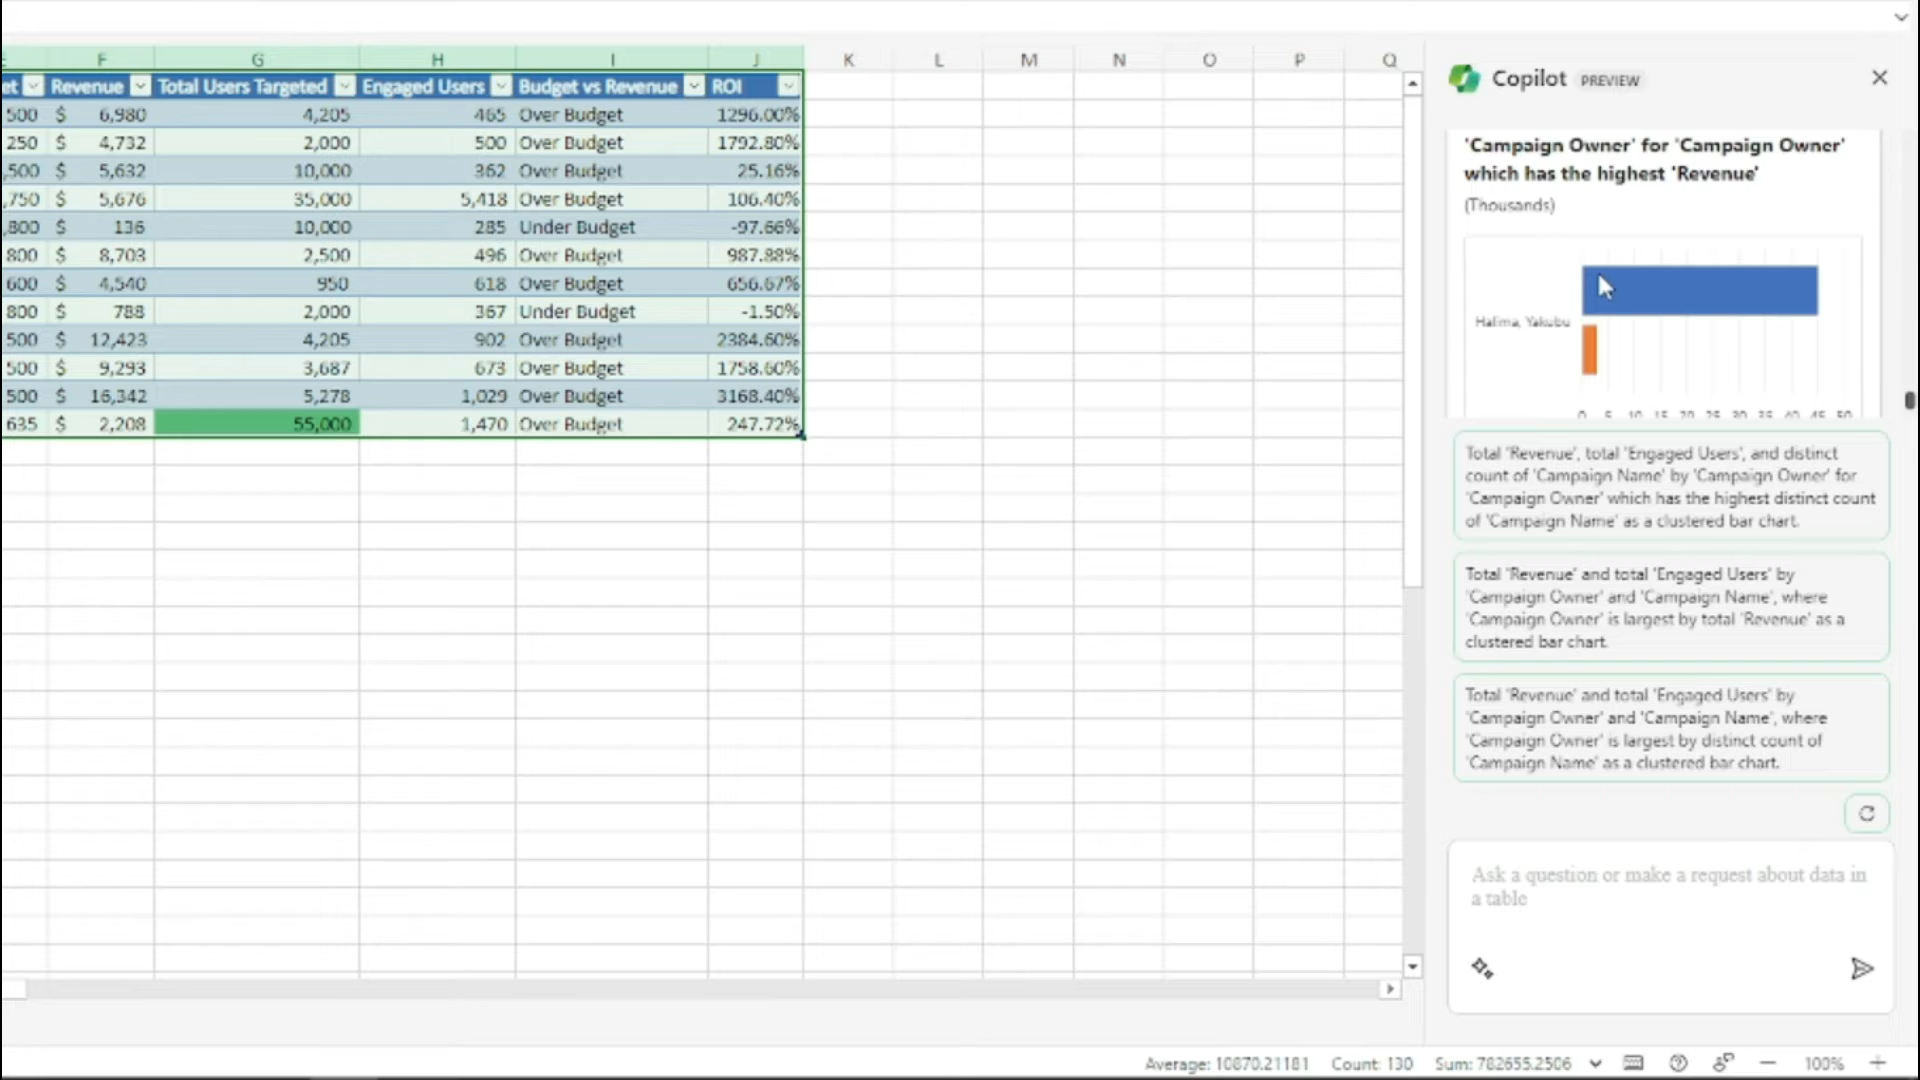 F G H I J K L M N O P Q
et Revenue Total Users Targeted Engaged Users Budget vs Revenue ROI
500 $ 6,980 4,205 465 Over Budget 1296.00%
250 $ 4,732 2,000 500 Over Budget 1792.80%
,500 $ 5,632 10,000 362 Over Budget 25.16%
,750 $ 5,676 35,000 5,418 Over Budget 106.40%
,800 $ 136 10,000 285 Under Budget -97.66%
800 $ 8,703 2,500 496 Over Budget 987.88%
600 $ 4,540 950 618 Over Budget 656.67%
800 $ 788 2,000 367 Under Budget -1.50%
500 $ 12,423 4,205 902 Over Budget 2384.60%
500 $ 9,293 3,687 673 Over Budget 1758.60%
500 $ 16,342 5,278 1,029 Over Budget 3168.40%
635 $ 2,208 55,000 1,470 Over Budget 247.72%
Copilot PREVIEW
'Campaign Owner' for 'Campaign Owner'
which has the highest 'Revenue'
(Thousands)
Halima, Yakubu
0 5 10 15 20 25 30 35 40 45 50
Total 'Revenue', total 'Engaged Users', and distinct
count of 'Campaign Name' by 'Campaign Owner' for
'Campaign Owner' which has the highest distinct count
of 'Campaign Name' as a clustered bar chart.
Total 'Revenue' and total 'Engaged Users' by
'Campaign Owner' and 'Campaign Name', where
'Campaign Owner' is largest by total 'Revenue' as a
clustered bar chart.
Total 'Revenue' and total 'Engaged Users' by
'Campaign Owner' and 'Campaign Name', where
'Campaign Owner' is largest by distinct count of
'Campaign Name' as a clustered bar chart.
Ask a question or make a request about data in
a table
Average: 10870.21181 Count: 130 Sum: 782655.2506 100%